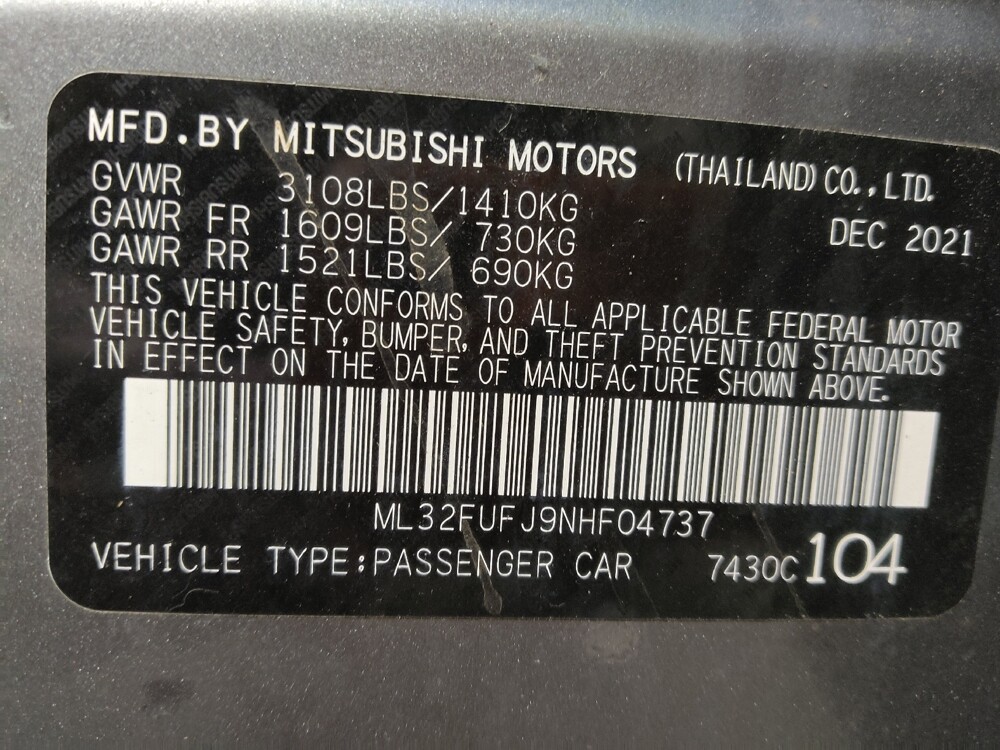 MFD.BY MITSUBISHI MOTORS (THAILAND) CO., LTD.
GVWR 3108LBS/1410KG DEC 2021
GAWR FR 1609LBS/ 730KG
GAWR RR 1521LBS/ 690KG
THIS VEHICLE CONFORMS TO ALL APPLICABLE FEDERAL MOTOR
VEHICLE SAFETY, BUMPER, AND THEFT PREVENTION STANDARDS
IN EFFECT ON THE DATE OF MANUFACTURE SHOWN ABOVE.
ML32FUFJ9NHF04737
VEHICLE TYPE:PASSENGER CAR 7430C 104